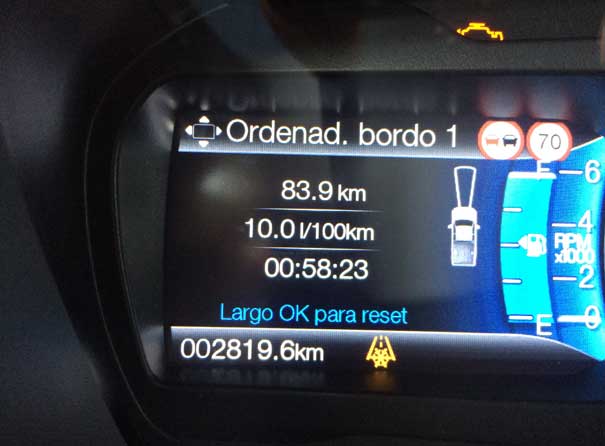 Ordenad. bordo 1
70
83.9 km
10.0 l/100km
00:58:23
Largo OK para reset
002819.6km
F
E
6
4
RPM
x1000
2
0